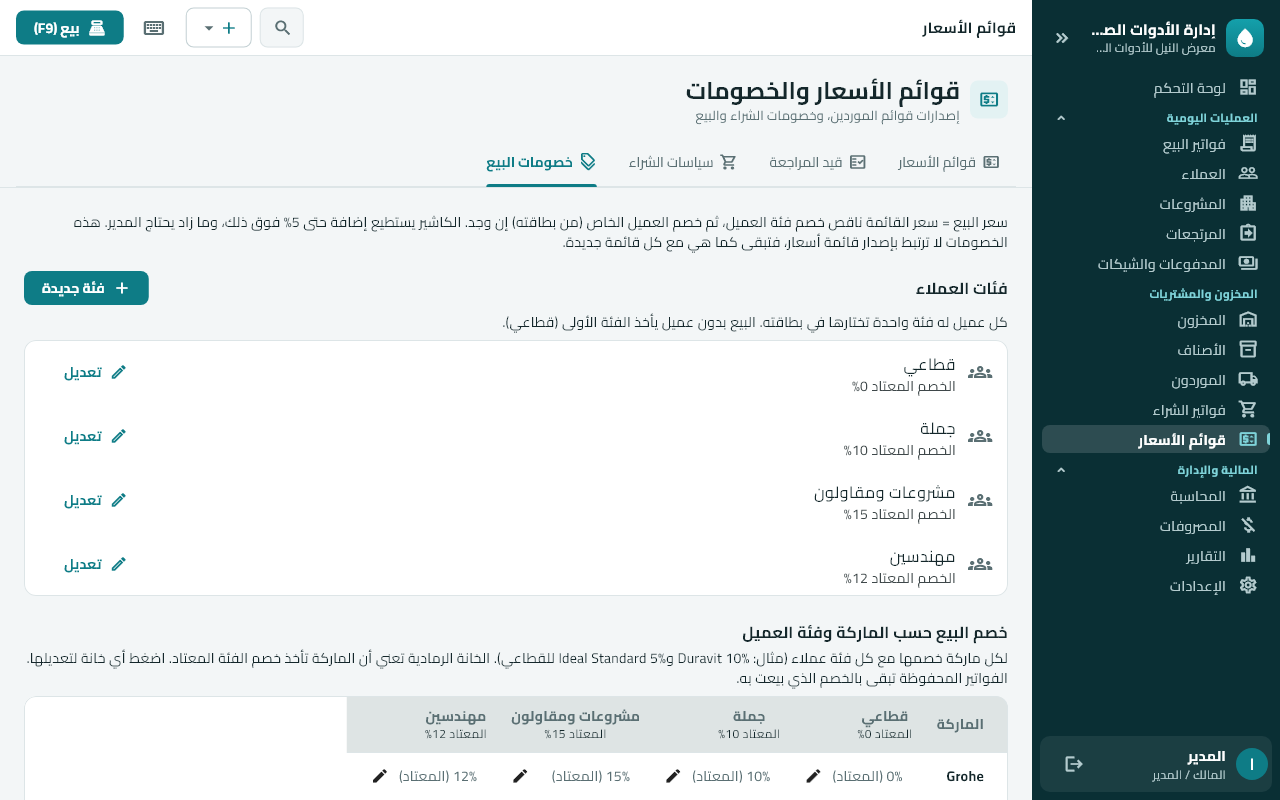 إدارة الأدوات الصـ...
معرض النيل للأدوات الـ...
لوحة التحكم
العمليات اليومية
فواتير البيع
العملاء
المشروعات
المرتجعات
المدفوعات والشيكات
المخزون والمشتريات
المخزون
الأصناف
الموردون
فواتير الشراء
قوائم الأسعار
المالية والإدارة
المحاسبة
المصروفات
التقارير
الإعدادات
المدير
المالك / المدير
ا
قوائم الأسعار
بيع (F9)
قوائم الأسعار والخصومات
إصدارات قوائم الموردين، وخصومات الشراء والبيع
قوائم الأسعار
قيد المراجعة
سياسات الشراء
خصومات البيع
سعر البيع = سعر القائمة ناقص خصم فئة العميل، ثم خصم العميل الخاص (من بطاقته) إن وجد. الكاشير يستطيع إضافة حتى 5% فوق ذلك، وما زاد يحتاج المدير. هذه
الخصومات لا ترتبط بإصدار قائمة أسعار، فتبقى كما هي مع كل قائمة جديدة.
فئات العملاء
فئة جديدة
كل عميل له فئة واحدة تختارها في بطاقته. البيع بدون عميل يأخذ الفئة الأولى (قطاعي).
قطاعي
الخصم المعتاد 0%
تعديل
جملة
الخصم المعتاد 10%
تعديل
مشروعات ومقاولون
الخصم المعتاد 15%
تعديل
مهندسين
الخصم المعتاد 12%
تعديل
خصم البيع حسب الماركة وفئة العميل
لكل ماركة خصمها مع كل فئة عملاء (مثال: Duravit 10% و5% Ideal Standard للقطاعي). الخانة الرمادية تعني أن الماركة تأخذ خصم الفئة المعتاد. اضغط أي خانة لتعديلها.
الفواتير المحفوظة تبقى بالخصم الذي بيعت به.
الماركة
قطاعي
المعتاد 0%
جملة
المعتاد 10%
مشروعات ومقاولون
المعتاد 15%
مهندسين
المعتاد 12%
Grohe
0% (المعتاد)
10% (المعتاد)
15% (المعتاد)
12% (المعتاد)